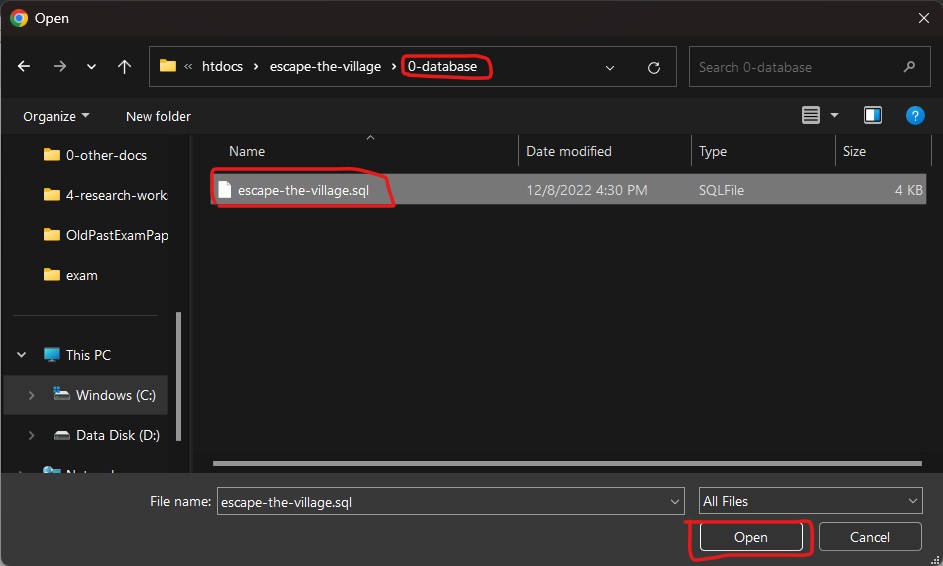 Open
« htdocs › escape-the-village › 0-database
Search 0-database
Organize
New folder
?
Name
Date modified
Type
Size
0-other-docs
4-research-work
OldPastExamPap
exam
This PC
Windows (C:)
Data Disk (D:)
escape-the-village.sql 12/8/2022 4:30 PM SQLFile 4 KB
File name: escape-the-village.sql
All Files
Open
Cancel